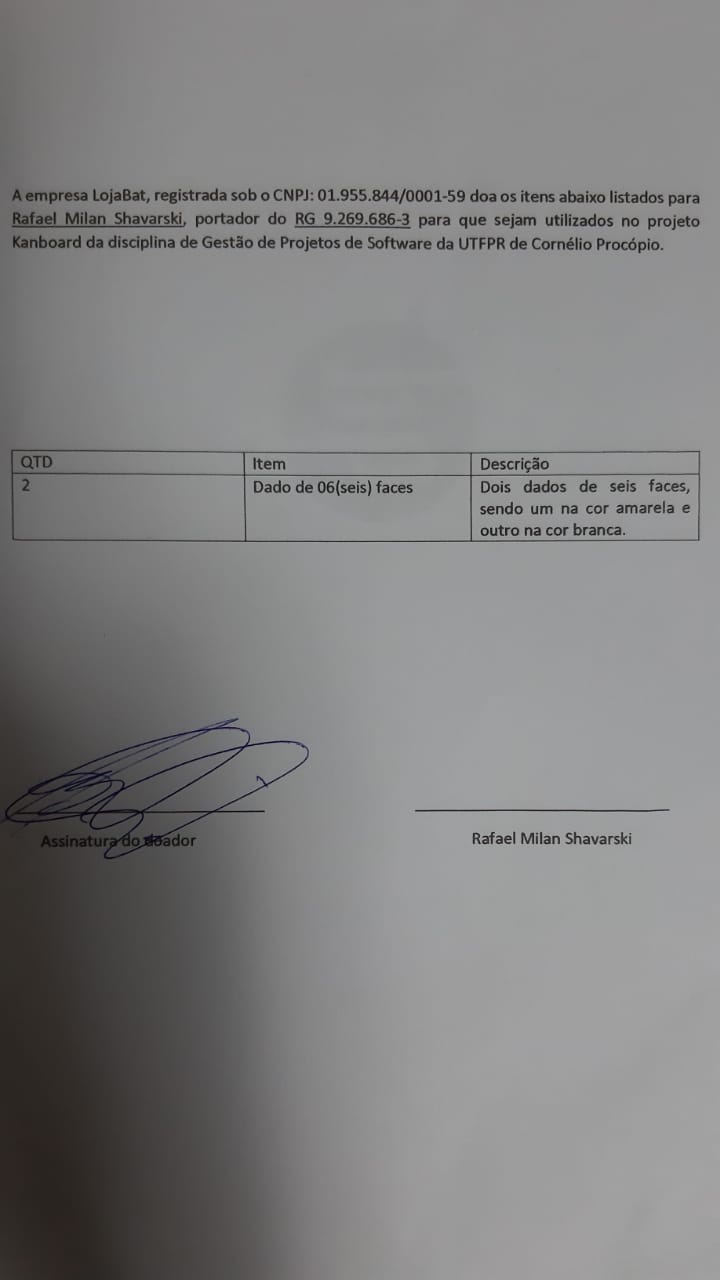 A empresa LojaBat, registrada sob o CNPJ: 01.955.844/0001-59 doa os itens abaixo listados para
Rafael Milan Shavarski, portador do RG 9.269.686-3 para que sejam utilizados no projeto
Kanboard da disciplina de Gestão de Projetos de Software da UTFPR de Cornélio Procópio.
QTD Item Descrição
2 Dado de 06(seis) faces Dois dados de seis faces,
sendo um na cor amarela e
outro na cor branca.
Assinatura do doador
Rafael Milan Shavarski